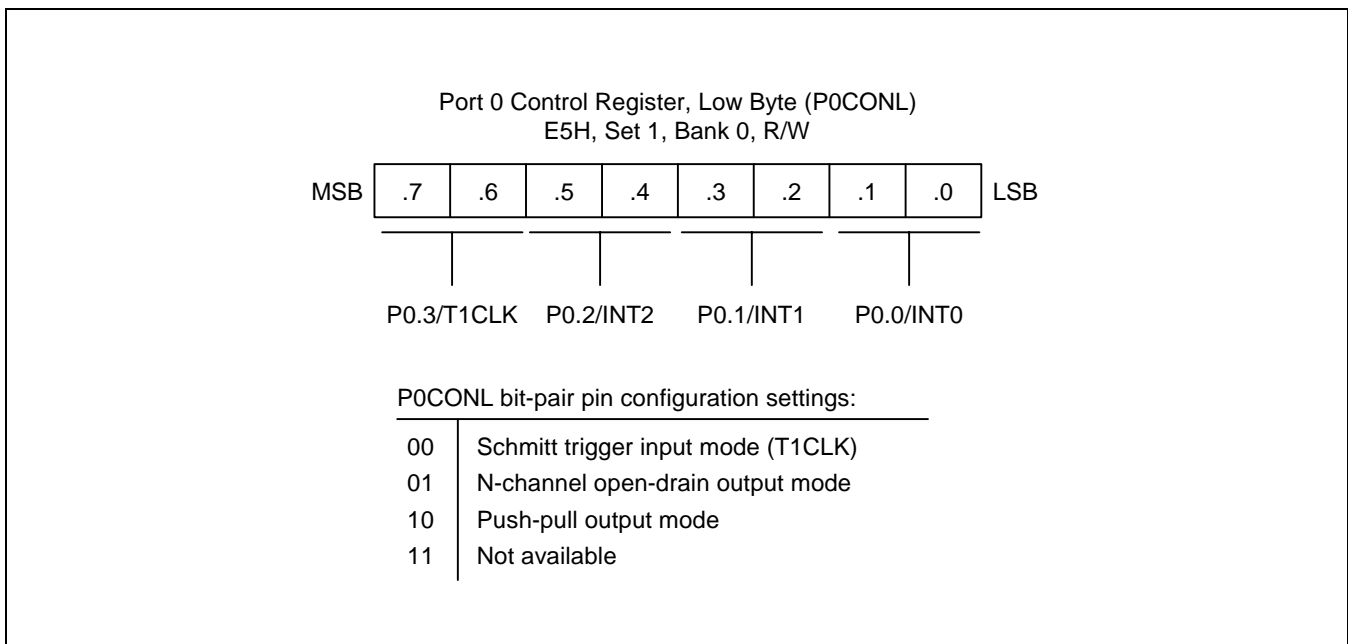 Port 0 Control Register, Low Byte (P0CONL)
E5H, Set 1, Bank 0, R/W
MSB .7 .6 .5 .4 .3 .2 .1 .0 LSB
P0.3/T1CLK P0.2/INT2 P0.1/INT1 P0.0/INT0
P0CONL bit-pair pin configuration settings:
00 Schmitt trigger input mode (T1CLK)
01 N-channel open-drain output mode
10 Push-pull output mode
11 Not available